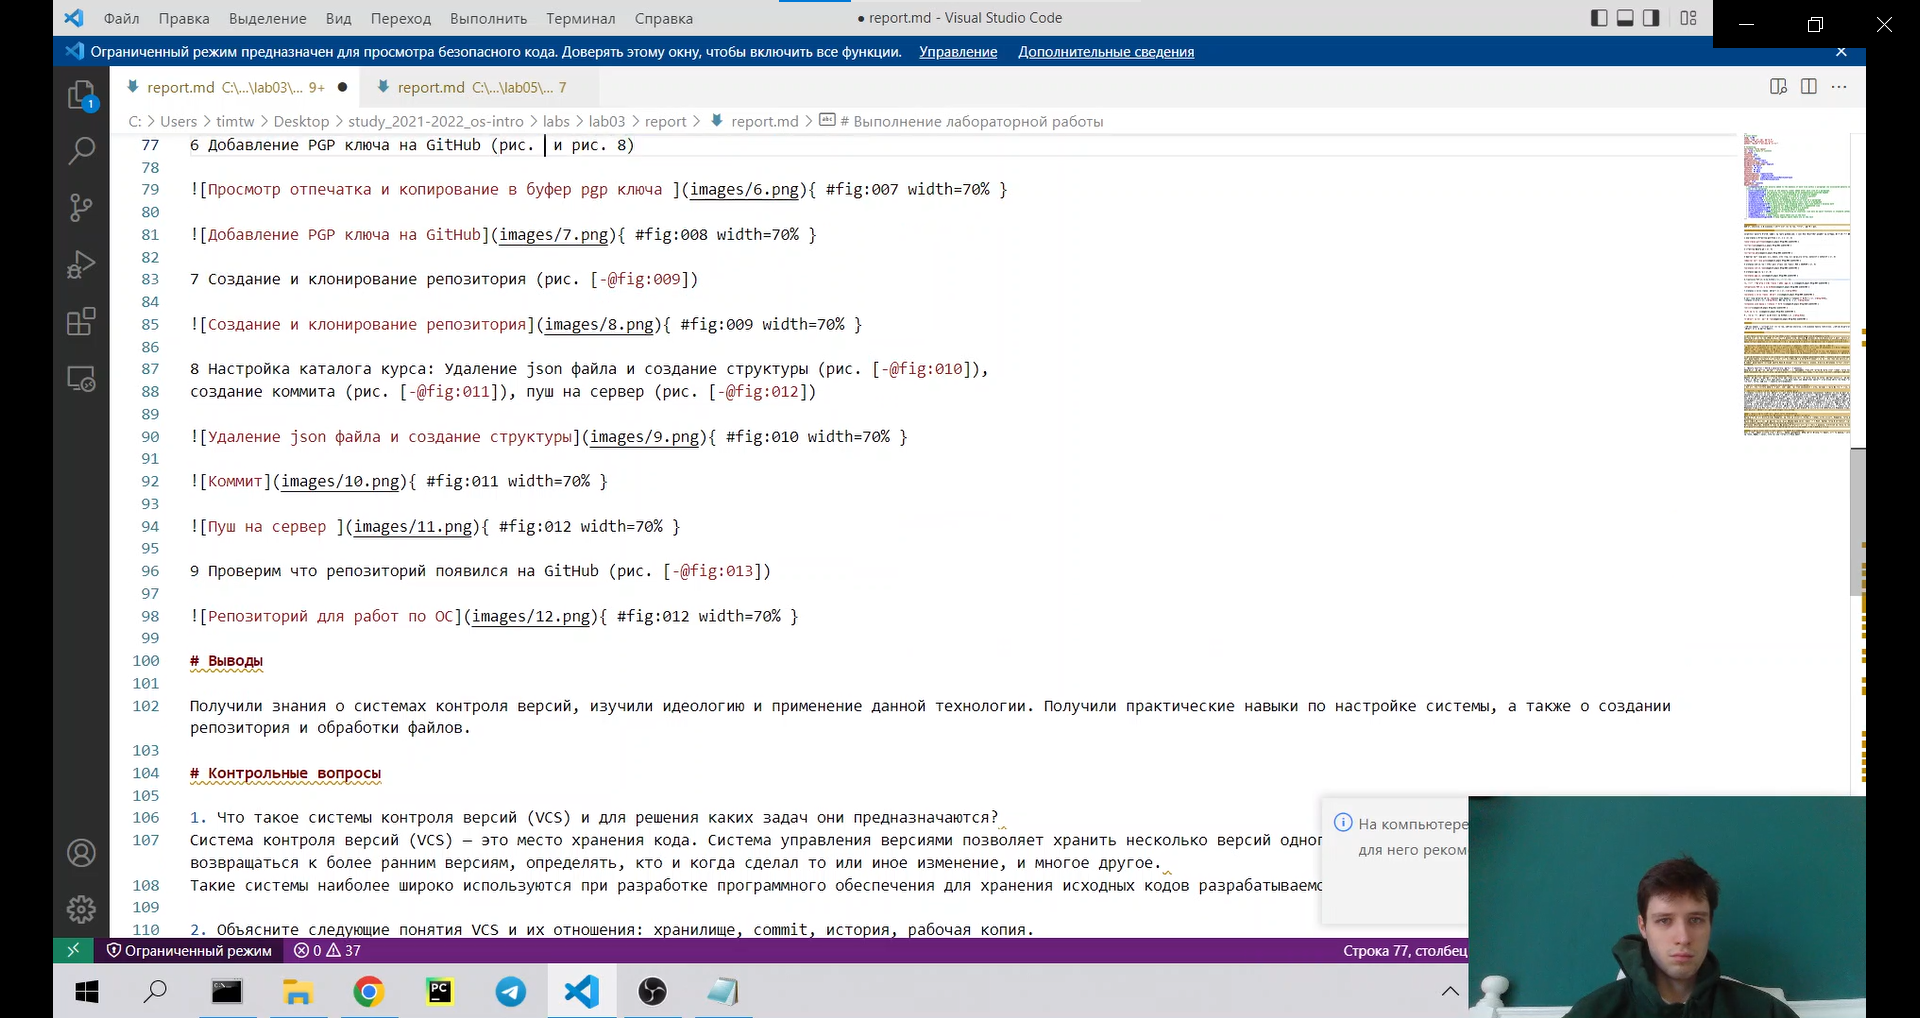 Файл Правка Выделение Вид Переход Выполнить Терминал Справка ● report.md - Visual Studio Code
Ограниченный режим предназначен для просмотра безопасного кода. Доверять этому окну, чтобы включить все функции. Управление Дополнительные сведения
report.md C:\...\lab03\... 9+ ● report.md C:\...\lab05\... 7
C: > Users > timtw > Desktop > study_2021-2022_os-intro > labs > lab03 > report > report.md > # Выполнение лабораторной работы
1
77 6 Добавление PGP ключа на GitHub (рис. и рис. 8)
78
79 ![Просмотр отпечатка и копирование в буфер pgp ключа ](images/6.png){ #fig:007 width=70% }
80
81 ![Добавление PGP ключа на GitHub](images/7.png){ #fig:008 width=70% }
82
83 7 Создание и клонирование репозитория (рис. [-@fig:009])
84
85 ![Создание и клонирование репозитория](images/8.png){ #fig:009 width=70% }
86
87 8 Настройка каталога курса: Удаление json файла и создание структуры (рис. [-@fig:010]),
88 создание коммита (рис. [-@fig:011]), пуш на сервер (рис. [-@fig:012])
89
90 ![Удаление json файла и создание структуры](images/9.png){ #fig:010 width=70% }
91
92 ![Коммит](images/10.png){ #fig:011 width=70% }
93
94 ![Пуш на сервер ](images/11.png){ #fig:012 width=70% }
95
96 9 Проверим что репозиторий появился на GitHub (рис. [-@fig:013])
97
98 ![Репозиторий для работ по ОС](images/12.png){ #fig:012 width=70% }
99
100 # Выводы
101
102 Получили знания о системах контроля версий, изучили идеологию и применение данной технологии. Получили практические навыки по настройке системы, а также о создании
репозитория и обработки файлов.
103
104 # Контрольные вопросы
105
106 1. Что такое системы контроля версий (VCS) и для решения каких задач они предназначаются?
107 Система контроля версий (VCS) — это место хранения кода. Система управления версиями позволяет хранить несколько версий одног
возвращаться к более ранним версиям, определять, кто и когда сделал то или иное изменение, и многое другое.
108 Такие системы наиболее широко используются при разработке программного обеспечения для хранения исходных кодов разрабатываемо
109
110 2. Объясните следующие понятия VCS и их отношения: хранилище, commit, история, рабочая копия.
На компьютере
для него реком
Ограниченный режим 0 37 Строка 77, столбец
PC